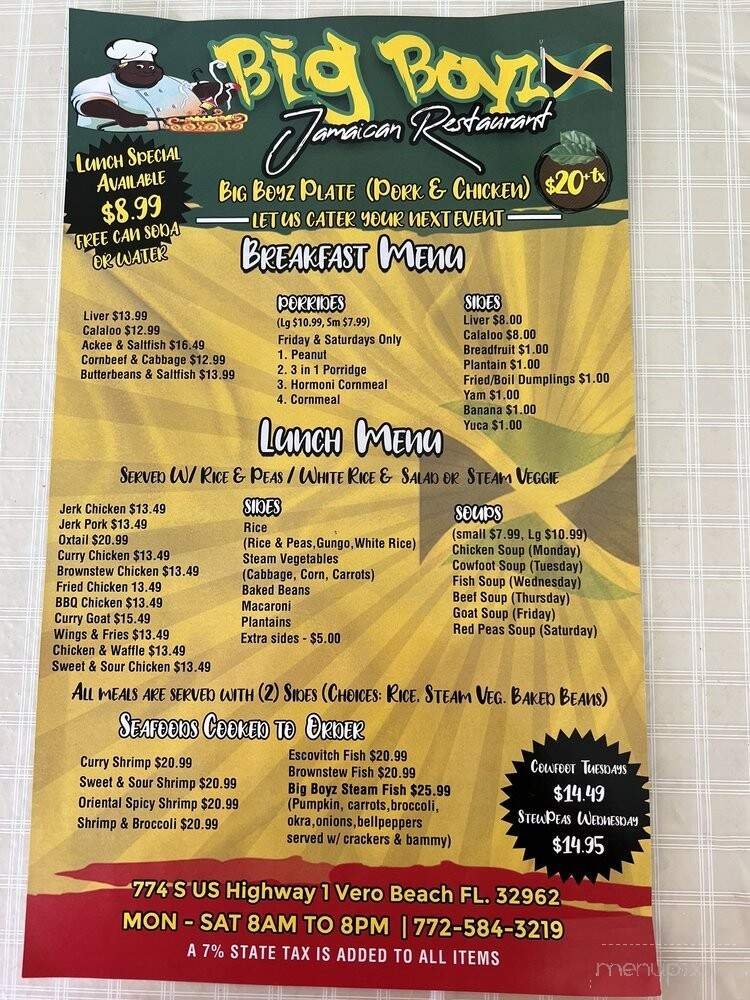 Big Boyz
Jamaican Restaurant
Lunch Special
Available
$8.99
Free can soda
or water
Big Boyz Plate (Pork & Chicken)
$20+tx
Let us cater your next event
Breakfast Menu
Liver $13.99
Calaloo $12.99
Ackee & Saltfish $16.49
Cornbeef & Cabbage $12.99
Butterbeans & Saltfish $13.99
PORRIDES
(Lg $10.99, Sm $7.99)
Friday & Saturdays Only
1. Peanut
2. 3 in 1 Porridge
3. Hormoni Cornmeal
4. Cornmeal
SIDES
Liver $8.00
Calaloo $8.00
Breadfruit $1.00
Plantain $1.00
Fried/Boil Dumplings $1.00
Yam $1.00
Banana $1.00
Yuca $1.00
Lunch Menu
Served W/ Rice & Peas / White Rice & Salad or Steam Veggie
Jerk Chicken $13.49
Jerk Pork $13.49
Oxtail $20.99
Curry Chicken $13.49
Brownstew Chicken $13.49
Fried Chicken 13.49
BBQ Chicken $13.49
Curry Goat $15.49
Wings & Fries $13.49
Chicken & Waffle $13.49
Sweet & Sour Chicken $13.49
SIDES
Rice
(Rice & Peas,Gungo,White Rice)
Steam Vegetables
(Cabbage, Corn, Carrots)
Baked Beans
Macaroni
Plantains
Extra sides - $5.00
SOUPS
(small $7.99, Lg $10.99)
Chicken Soup (Monday)
Cowfoot Soup (Tuesday)
Fish Soup (Wednesday)
Beef Soup (Thursday)
Goat Soup (Friday)
Red Peas Soup (Saturday)
All meals are served with (2) Sides (Choices: Rice, Steam Veg. Baked Beans)
Seafoods Cooked to Order
Curry Shrimp $20.99
Sweet & Sour Shrimp $20.99
Oriental Spicy Shrimp $20.99
Shrimp & Broccoli $20.99
Escovitch Fish $20.99
Brownstew Fish $20.99
Big Boyz Steam Fish $25.99
(Pumpkin, carrots,broccoli,
okra,onions,bellpeppers
served w/ crackers & bammy)
Cowfoot Tuesdays
$14.49
StewPeas Wednesday
$14.95
774 S US Highway 1 Vero Beach FL. 32962
MON - SAT 8AM TO 8PM | 772-584-3219
A 7% STATE TAX IS ADDED TO ALL ITEMS
menupix